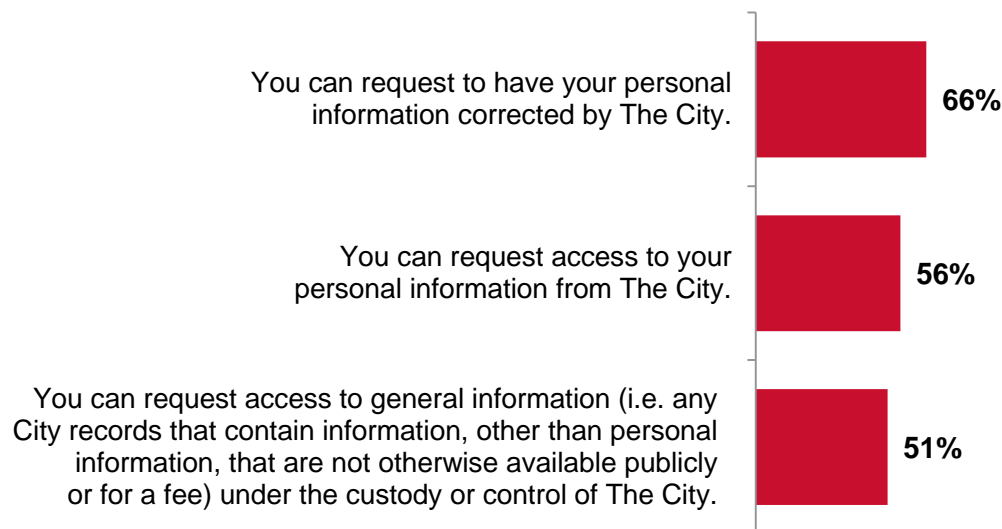 You can request to have your personal
information corrected by The City.
66%
You can request access to your
personal information from The City.
56%
You can request access to general information (i.e. any
City records that contain information, other than personal
information, that are not otherwise available publicly
or for a fee) under the custody or control of The City.
51%